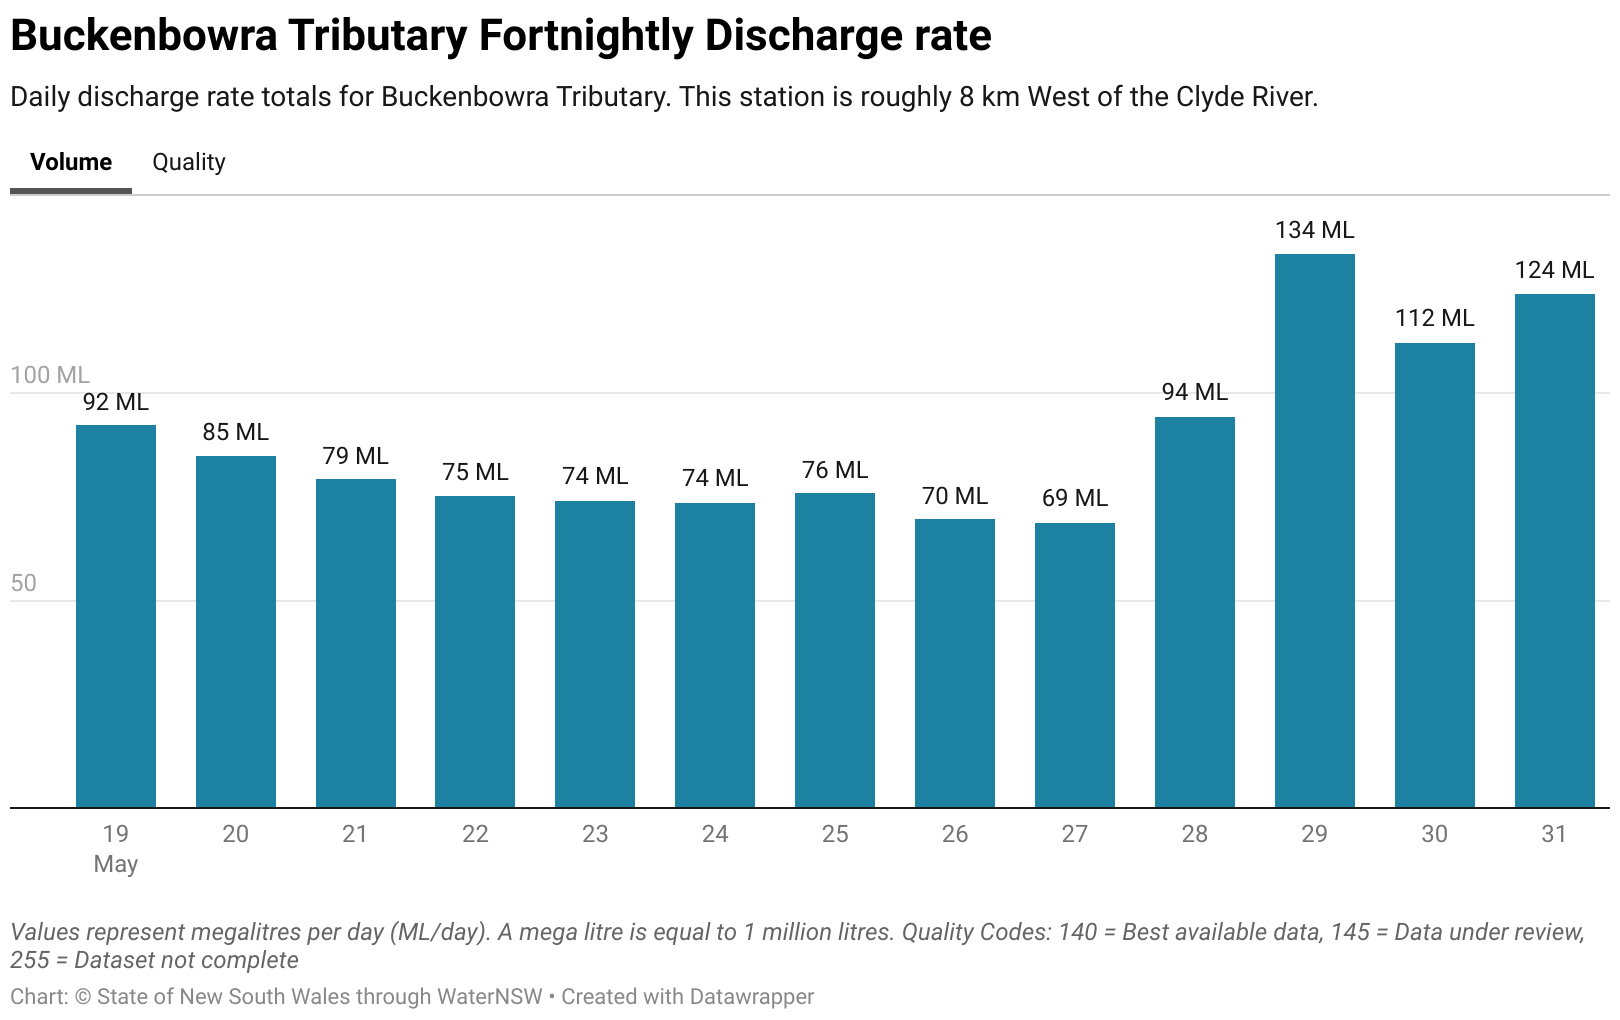 Buckenbowra Tributary Fortnightly Discharge rate
Daily discharge rate totals for Buckenbowra Tributary. This station is roughly 8 km West of the Clyde River.
Volume Quality
134 ML
124 ML
112 ML
100 ML
94 ML
92 ML
85 ML
79 ML
75 ML
74 ML
74 ML
76 ML
70 ML
69 ML
50
19 20 21 22 23 24 25 26 27 28 29 30 31
May
Values represent megalitres per day (ML/day). A mega litre is equal to 1 million litres. Quality Codes: 140 = Best available data, 145 = Data under review,
255 = Dataset not complete
Chart: © State of New South Wales through WaterNSW • Created with Datawrapper